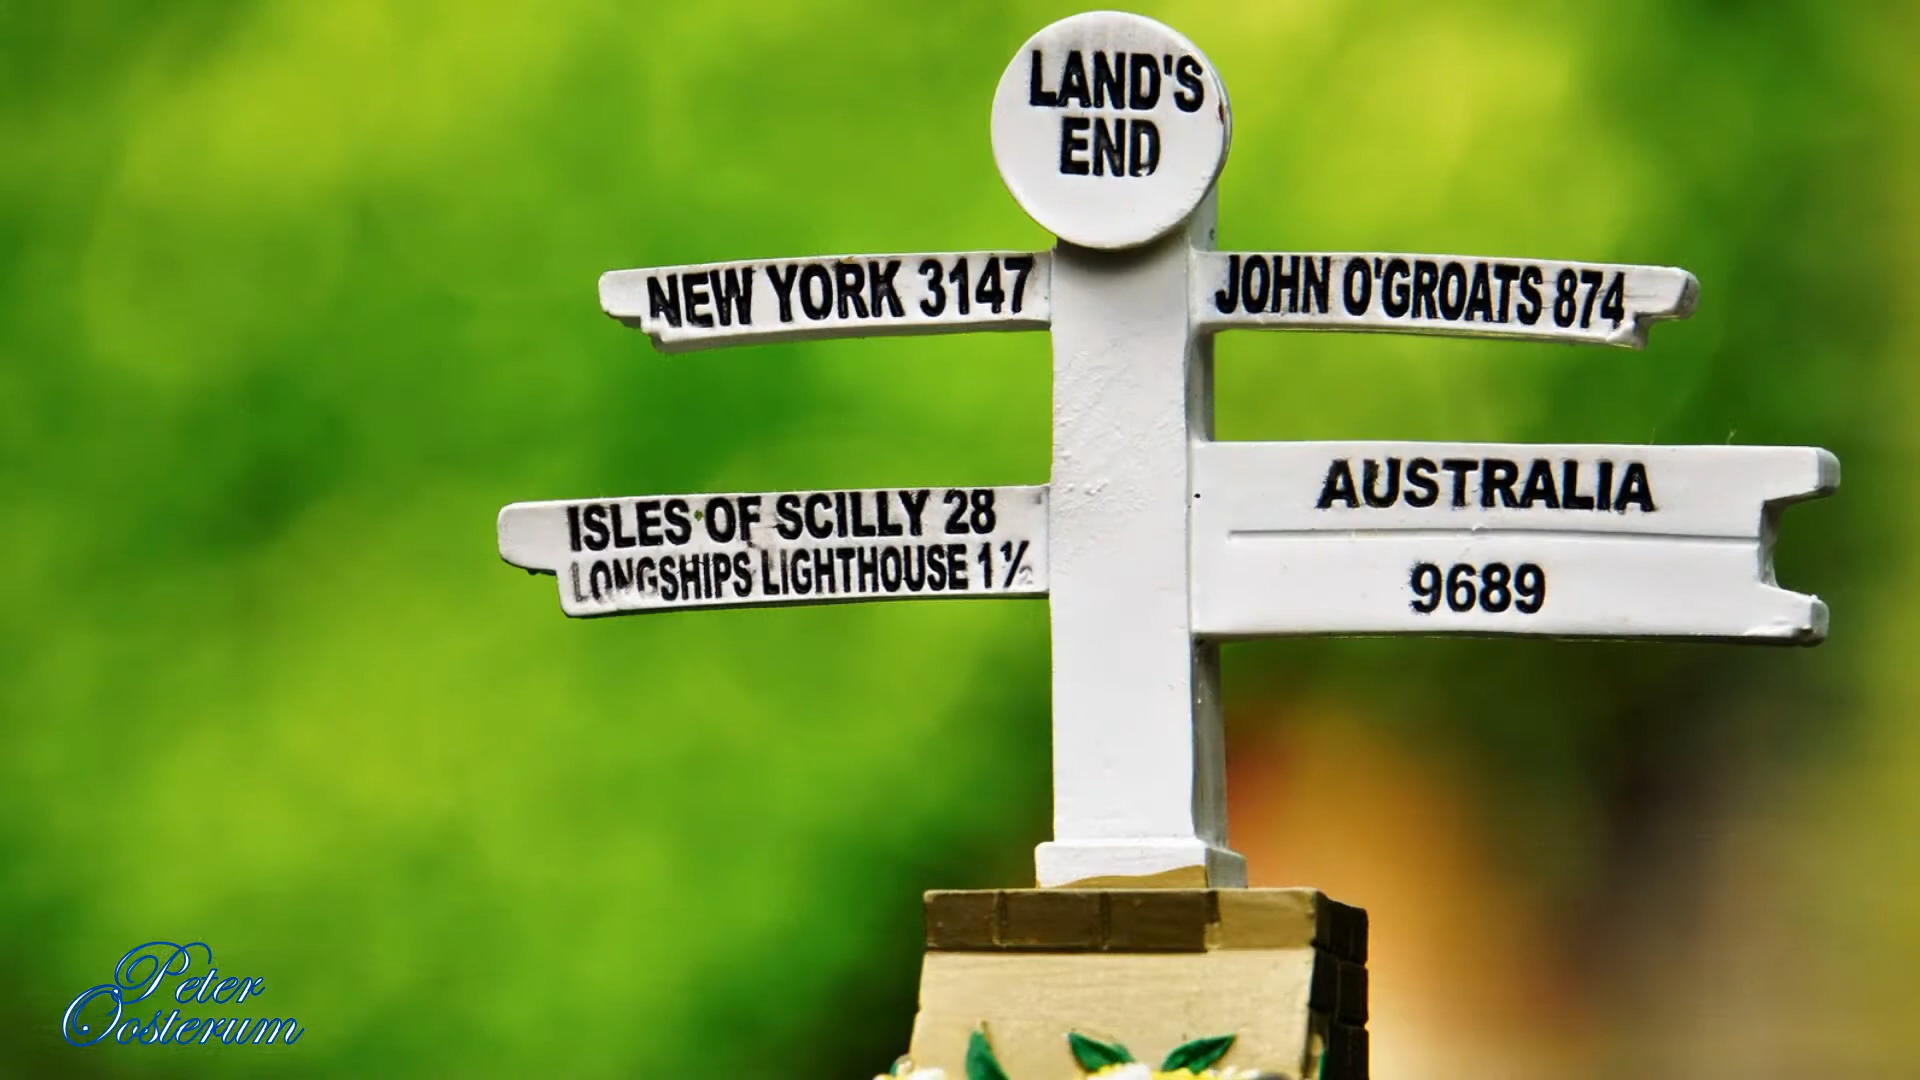 LAND'S
END
NEW YORK 3147
JOHN O'GROATS 874
ISLES OF SCILLY 28
LONGSHIPS LIGHTHOUSE 1½
AUSTRALIA
9689
Peter
Oosterum